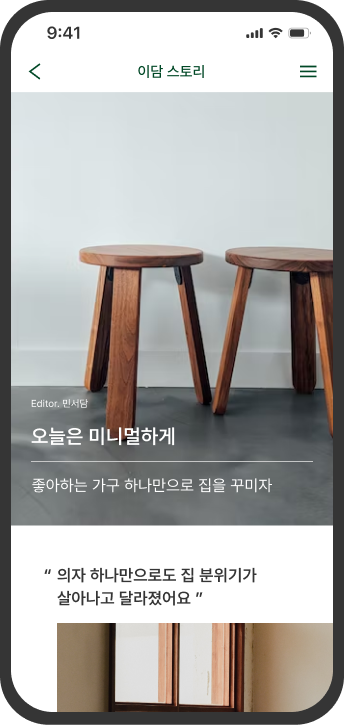 9:41
이담 스토리
Editor. 민서담
오늘은 미니멀하게
좋아하는 가구 하나만으로 집을 꾸미자
“ 의자 하나만으로도 집 분위기가
살아나고 달라졌어요 ”